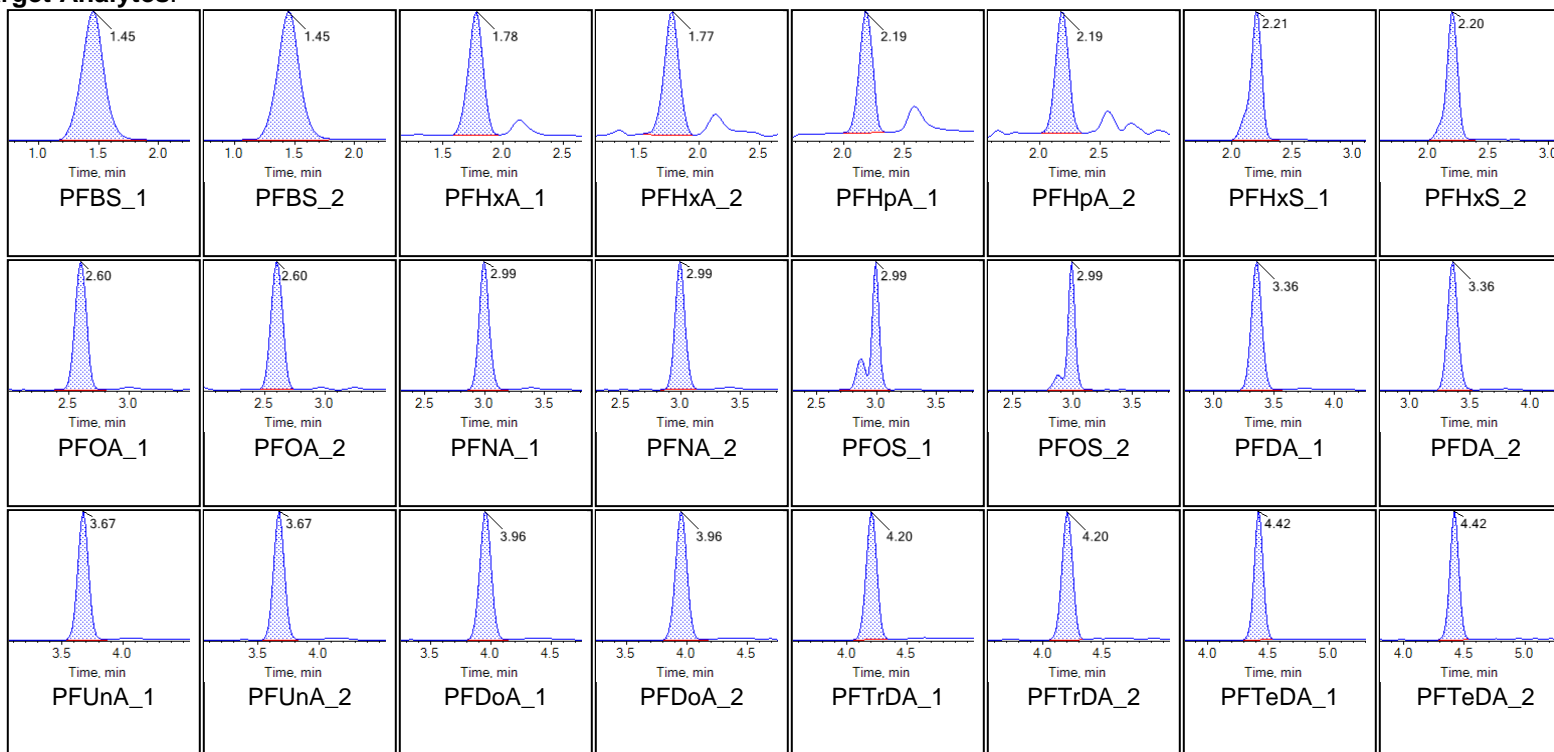 rget Analytes:
1.45 1.45 1.78 1.77 2.19 2.19 2.21 2.20
1.0 1.5 2.0 1.0 1.5 2.0 1.5 2.0 2.5 1.5 2.0 2.5 2.0 2.5 2.0 2.5 2.0 2.5 3.0 2.0 2.5 3.0
Time, min Time, min Time, min Time, min Time, min Time, min Time, min Time, min
PFBS_1 PFBS_2 PFHxA_1 PFHxA_2 PFHpA_1 PFHpA_2 PFHxS_1 PFHxS_2
2.60 2.60 2.99 2.99 2.99 2.99 3.36 3.36
2.5 3.0 2.5 3.0 2.5 3.0 3.5 2.5 3.0 3.5 2.5 3.0 3.5 2.5 3.0 3.5 3.0 3.5 4.0 3.0 3.5 4.0
Time, min Time, min Time, min Time, min Time, min Time, min Time, min Time, min
PFOA_1 PFOA_2 PFNA_1 PFNA_2 PFOS_1 PFOS_2 PFDA_1 PFDA_2
3.67 3.67 3.96 3.96 4.20 4.20 4.42 4.42
3.5 4.0 3.5 4.0 3.5 4.0 4.5 3.5 4.0 4.5 4.0 4.5 4.0 4.5 4.0 4.5 5.0 4.0 4.5 5.0
Time, min Time, min Time, min Time, min Time, min Time, min Time, min Time, min
PFUnA_1 PFUnA_2 PFDoA_1 PFDoA_2 PFTrDA_1 PFTrDA_2 PFTeDA_1 PFTeDA_2